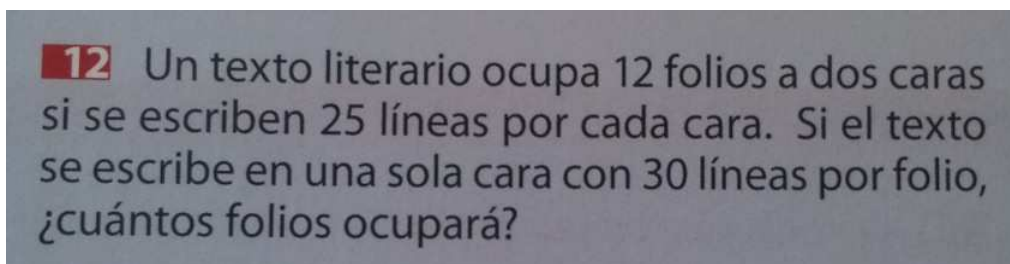 12 Un texto literario ocupa 12 folios a dos caras
si se escriben 25 líneas por cada cara. Si el texto
se escribe en una sola cara con 30 líneas por folio,
¿cuántos folios ocupará?